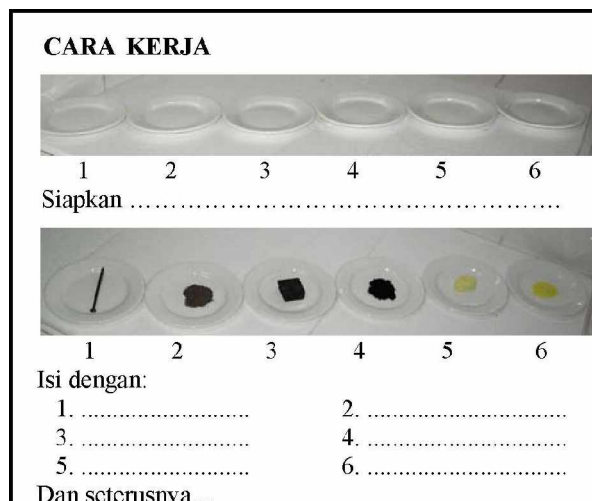 CARA KERJA
1 2 3 4 5 6
Siapkan ……………………………………………….
1 2 3 4 5 6
Isi dengan:
1. ............................ 2. .................................
3. ............................ 4. .................................
5. ............................ 6. .................................
Dan seterusnya....